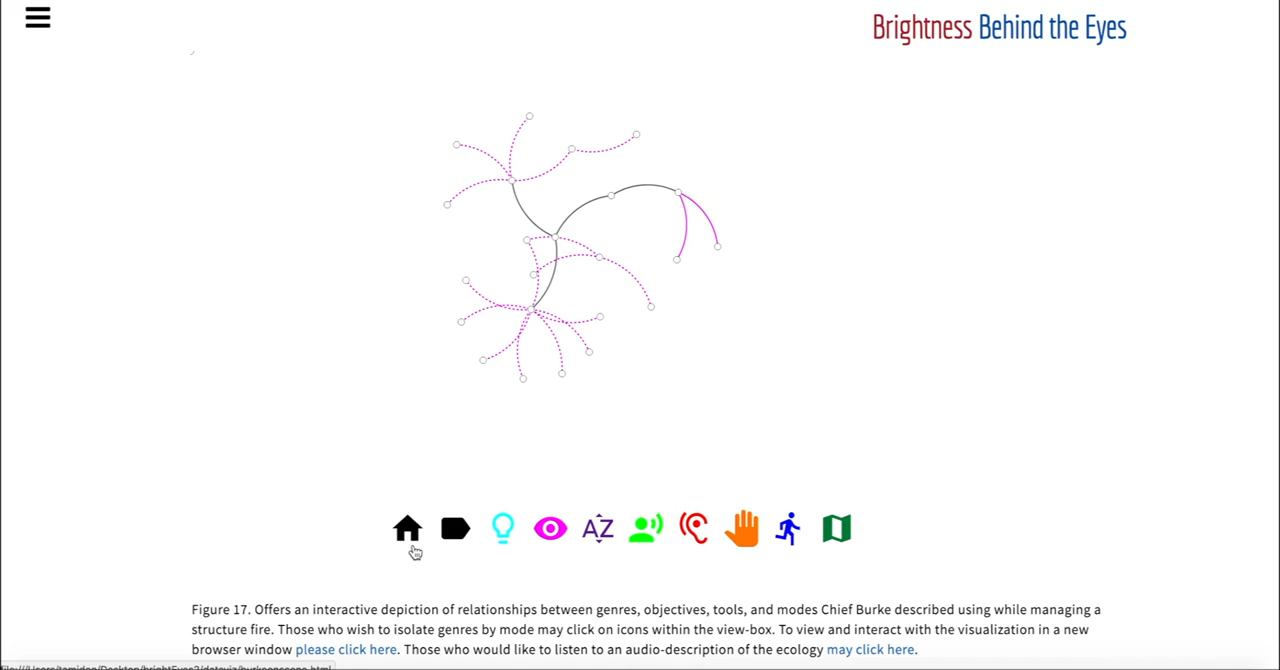 Brightness Behind the Eyes
AZ
Figure 17. Offers an interactive depiction of relationships between genres, objectives, tools, and modes Chief Burke described using while managing a
structure fire. Those who wish to isolate genres by mode may click on icons within the view-box. To view and interact with the visualization in a new
browser window please click here. Those who would like to listen to an audio-description of the ecology may click here.